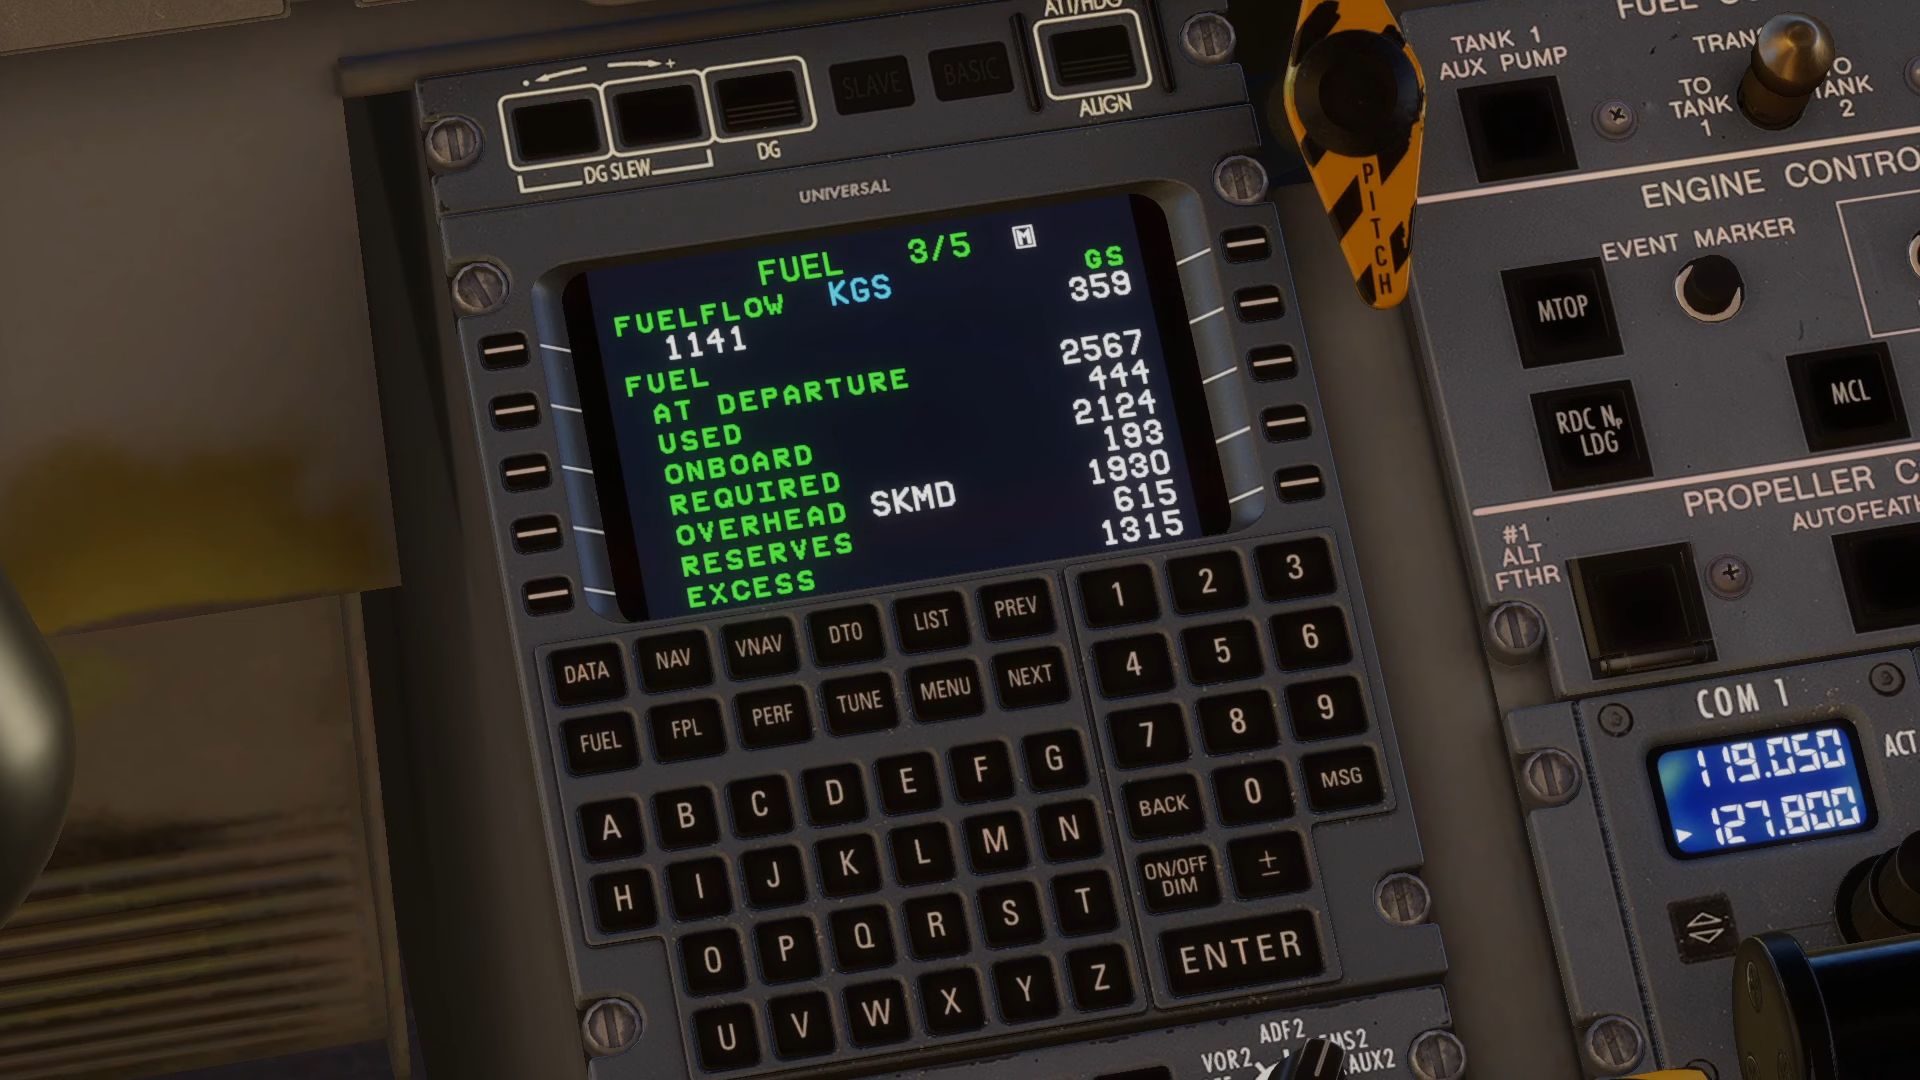 ATT/HDG
SLAVE
BASIC
ALIGN
DG SLEW
DG
UNIVERSAL
FUEL 3/5 M
FUELFLOW KGS GS
1141 359
FUEL
AT DEPARTURE 2567
USED 444
ONBOARD 2124
REQUIRED 193
OVERHEAD SKMD 1930
RESERVES 615
EXCESS 1315
DATA NAV VNAV DTO LIST PREV
FUEL FPL PERF TUNE MENU NEXT
A B C D E F G
H I J K L M N
O P Q R S T
U V W X Y Z
1 2 3
4 5 6
7 8 9
BACK 0 MSG
ON/OFF
DIM
±
ENTER
ADF2
VOR2
AUX2
PITCH
TANK 1
AUX PUMP
TO
TANK
1
TANK
2
ENGINE CONTRO
EVENT MARKER
MTOP
RDC Np
LDG
MCL
PROPELLER C
AUTOFEAT
#1
ALT
FTHR
COM 1
119.050
127.800
ACT